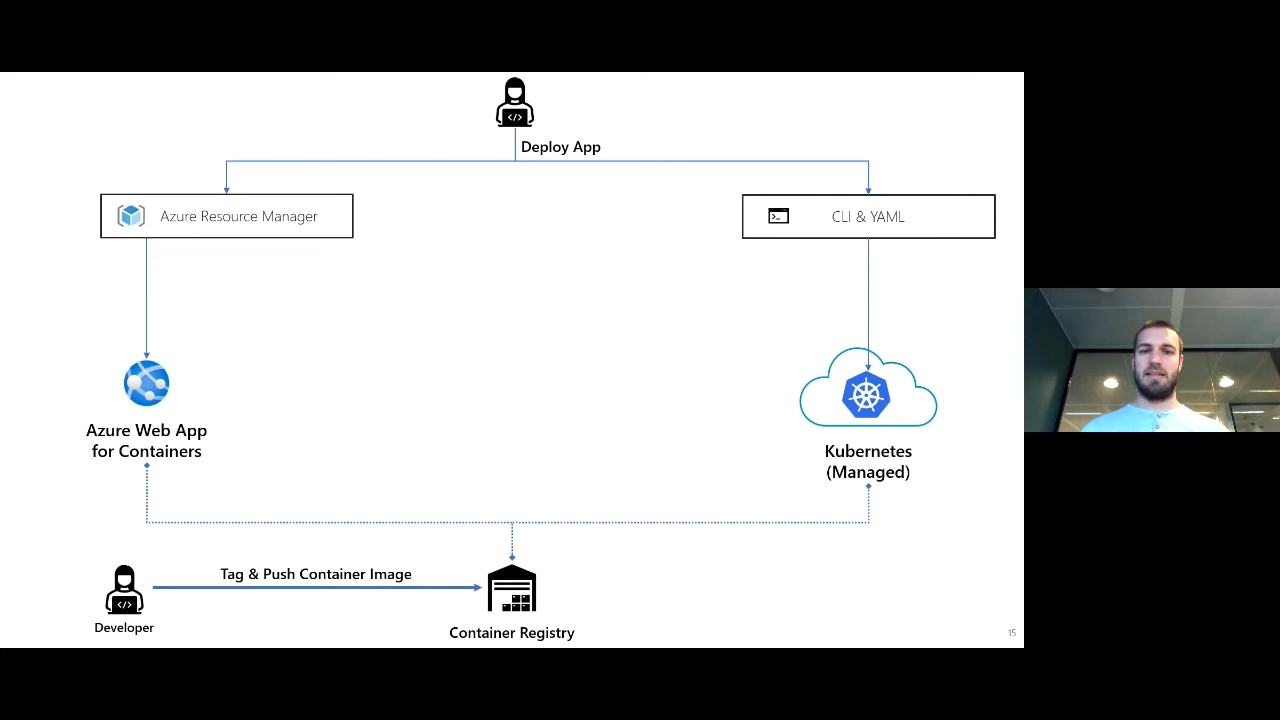 Deploy App
Azure Resource Manager
CLI & YAML
Azure Web App
for Containers
Kubernetes
(Managed)
Tag & Push Container Image
Developer
Container Registry
15